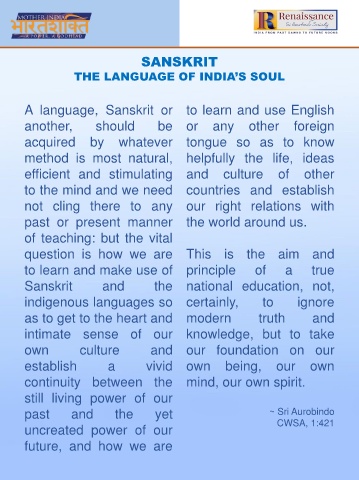 MOTHER INDIA
भारतशक्ति
Renaissance
Sri Aurobindo Society
INDIA FROM PAST DAWNS TO FUTURE NOONS
SANSKRIT
THE LANGUAGE OF INDIA'S SOUL
A language, Sanskrit or
another, should be
acquired by whatever
method is most natural,
efficient and stimulating
to the mind and we need
not cling there to any
past or present manner
of teaching: but the vital
question is how we are
to learn and make use of
Sanskrit and the
indigenous languages so
as to get to the heart and
intimate sense of our
own culture and
establish a vivid
continuity between the
still living power of our
past and the yet
uncreated power of our
future, and how we are
to learn and use English
or any other foreign
tongue so as to know
helpfully the life, ideas
and culture of other
countries and establish
our right relations with
the world around us.
This is the aim and
principle of a true
national education, not,
certainly, to ignore
modern truth and
knowledge, but to take
our foundation on our
own being, our own
mind, our own spirit.
~ Sri Aurobindo
CWSA, 1:421